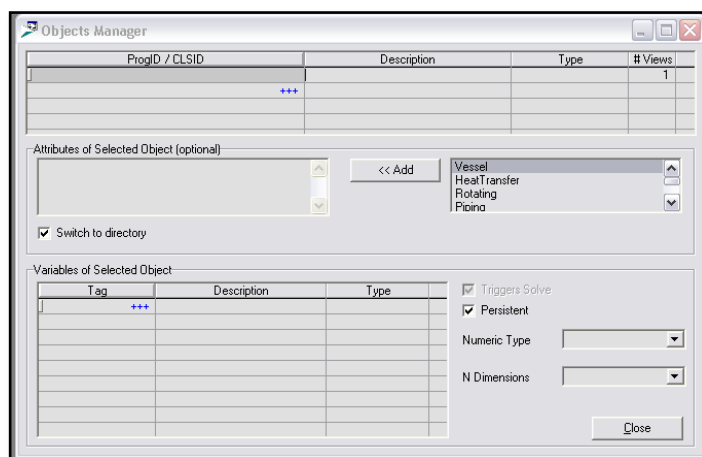 Objects Manager
ProgID / CLSID Description Type # Views
1
+++
Attributes of Selected Object (optional)
<< Add
Vessel
HeatTransfer
Rotating
Piping
Switch to directory
Variables of Selected Object
Tag Description Type
+++
Triggers Solve
Persistent
Numeric Type
N Dimensions
Close